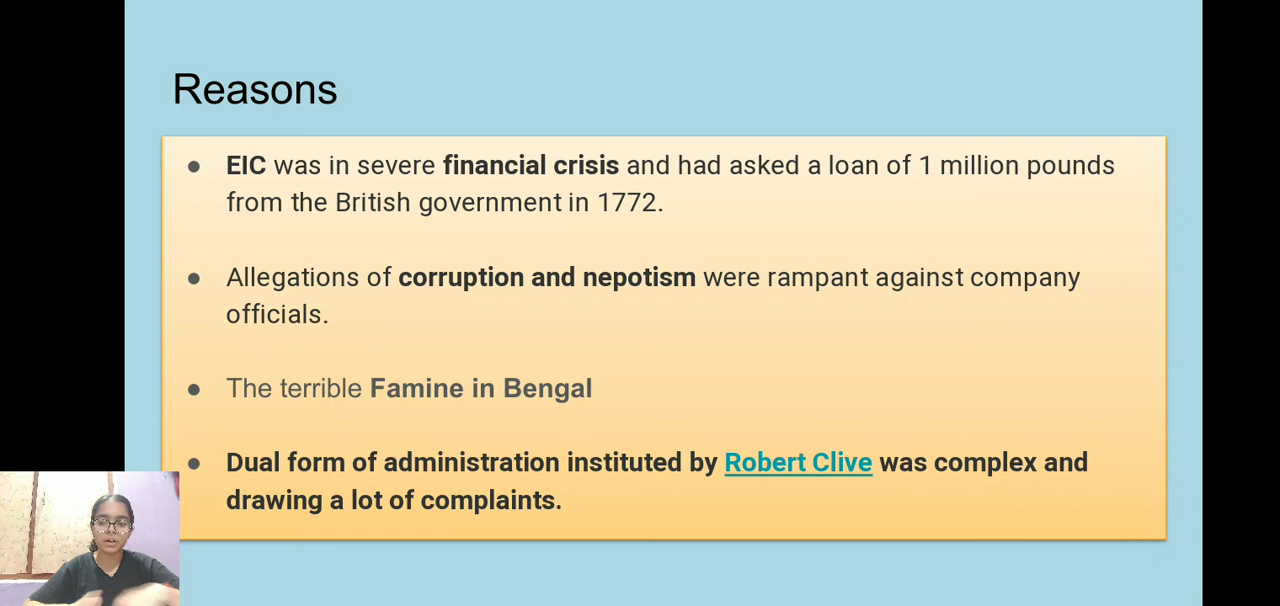 Reasons
● EIC was in severe financial crisis and had asked a loan of 1 million pounds
from the British government in 1772.
● Allegations of corruption and nepotism were rampant against company
officials.
● The terrible Famine in Bengal
● Dual form of administration instituted by Robert Clive was complex and
drawing a lot of complaints.